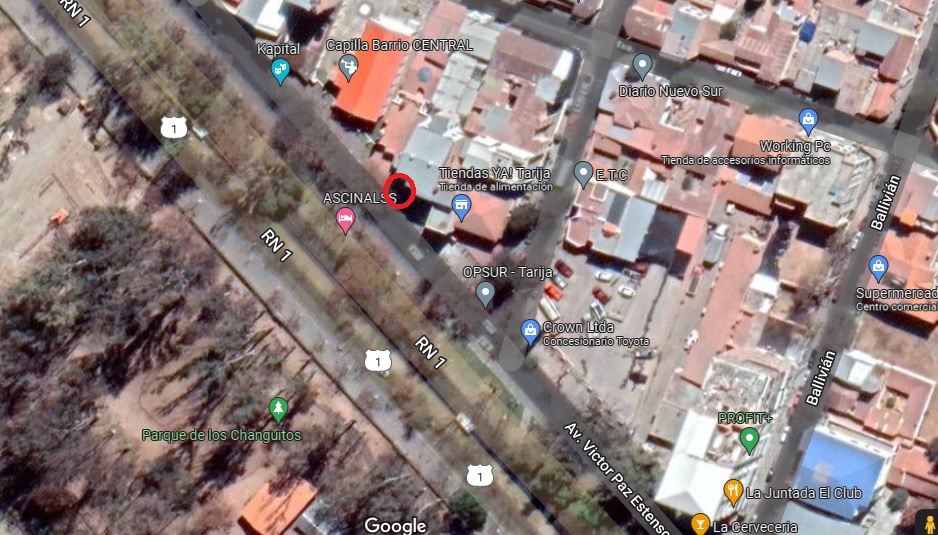 RN 1
Kapital
Capilla Barrio CENTRAL
Diario Nuevo Sur
1
Working Pc
Tienda de accesorios informáticos
Tiendas YA! Tarija
Tienda de alimentación
E.T.C
ASCINALSS
Ballivián
RN 1
OPSUR - Tarija
Supermercad
Centro comercia
Crown Ltda
Concesionario Toyota
RN 1
1
Ballivián
Parque de los Changuitos
PROFIT+
Av. Víctor Paz Estensso
1
La Juntada El Club
Google
La Cerveceria